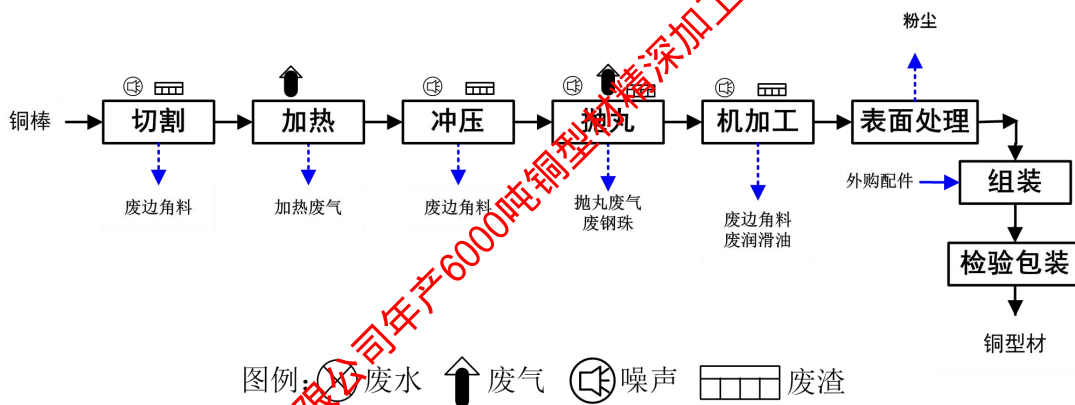 粉尘
铜棒
切割
加热
冲压
抛丸
机加工
表面处理
废边角料
加热废气
废边角料
抛丸废气
废钢珠
废边角料
废润滑油
外购配件
组装
检验包装
铜型材
图例:
废水
废气
噪声
废渣
限公司年产6000吨铜型材精深加工